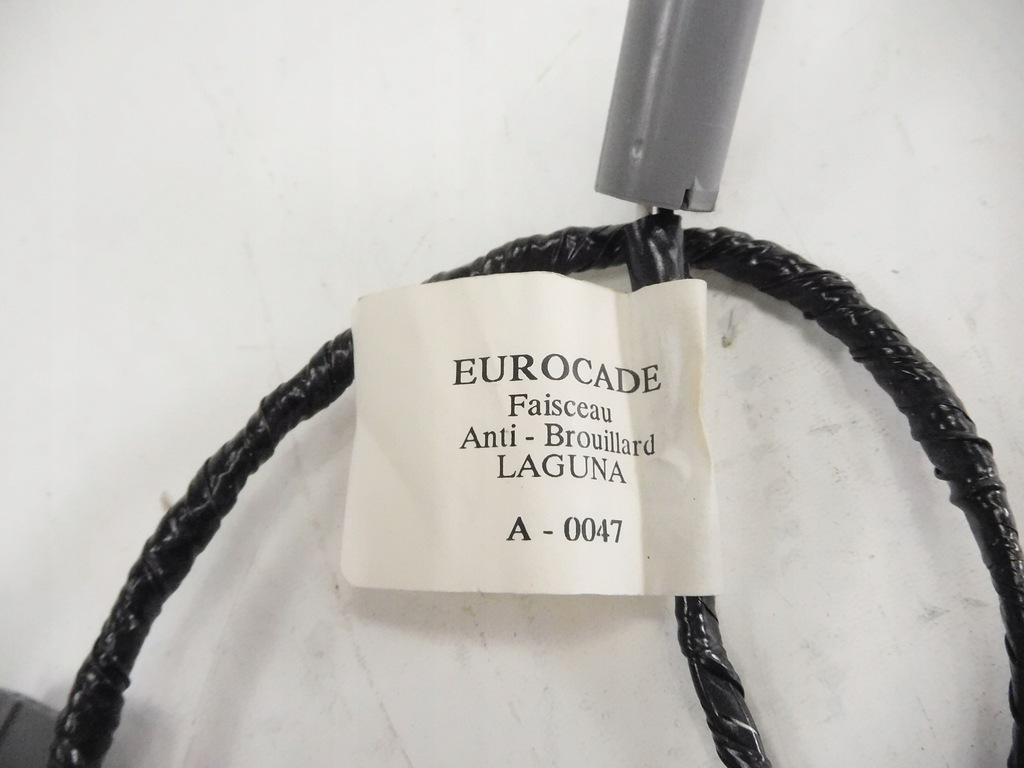 EUROCADE
Faisceau
Anti - Brouillard
LAGUNA
A - 0047